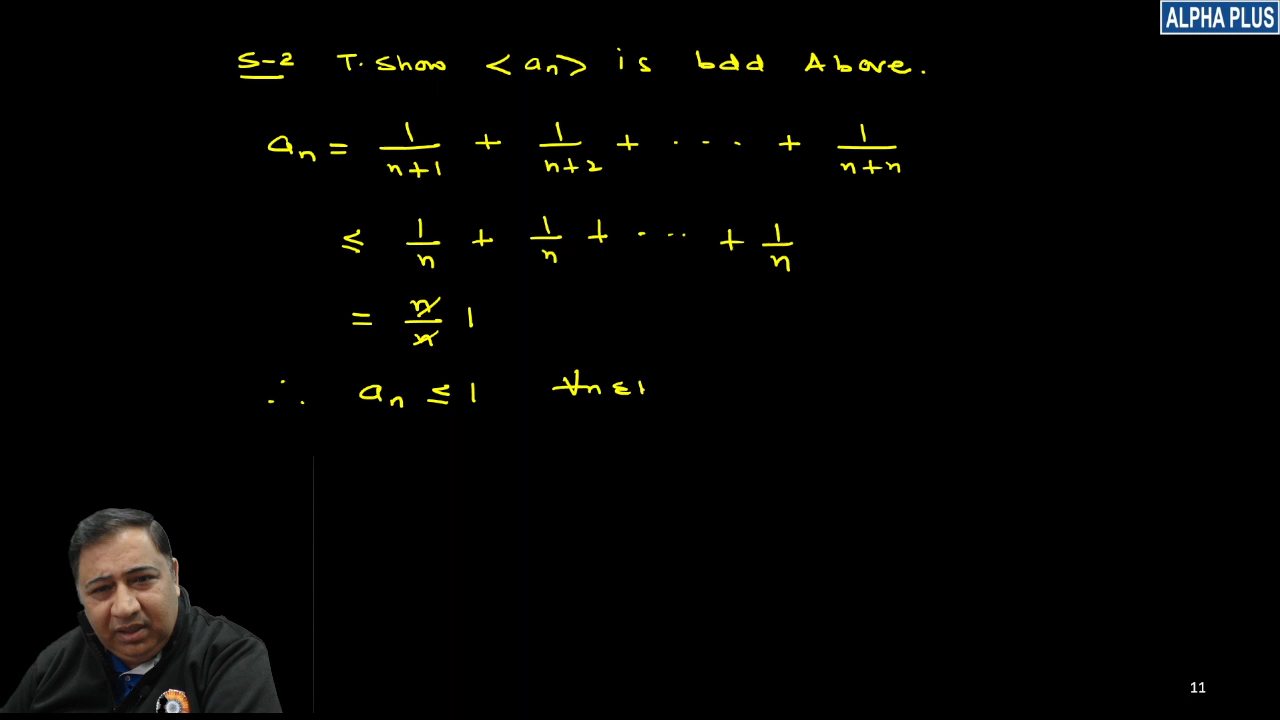 ALPHA PLUS
S-2 T. Show <an> is bdd Above.
an = 1/(n+1) + 1/(n+2) + ... + 1/(n+n)
≤ 1/n + 1/n + ... + 1/n
= n/n 1
∴ an ≤ 1 ∀n ε
11